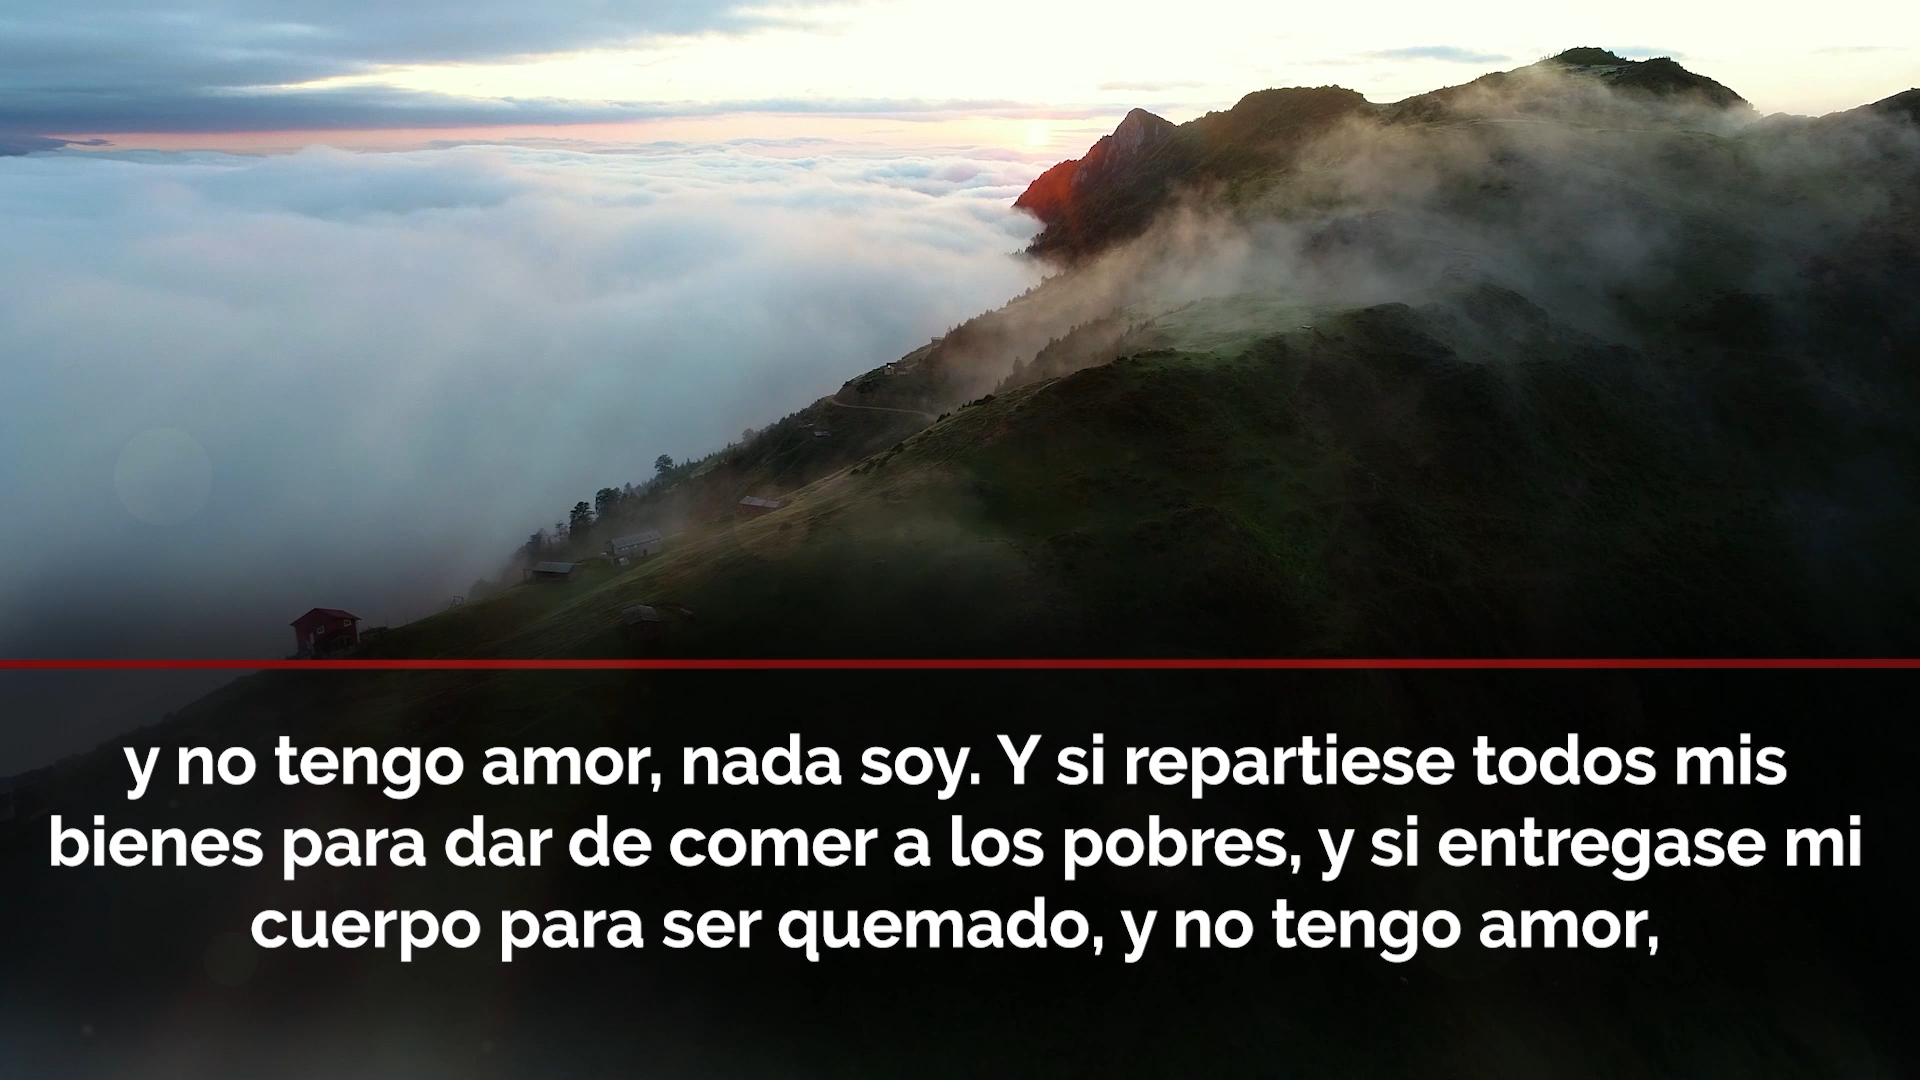 y no tengo amor, nada soy. Y si repartiese todos mis
bienes para dar de comer a los pobres, y si entregase mi
cuerpo para ser quemado, y no tengo amor,